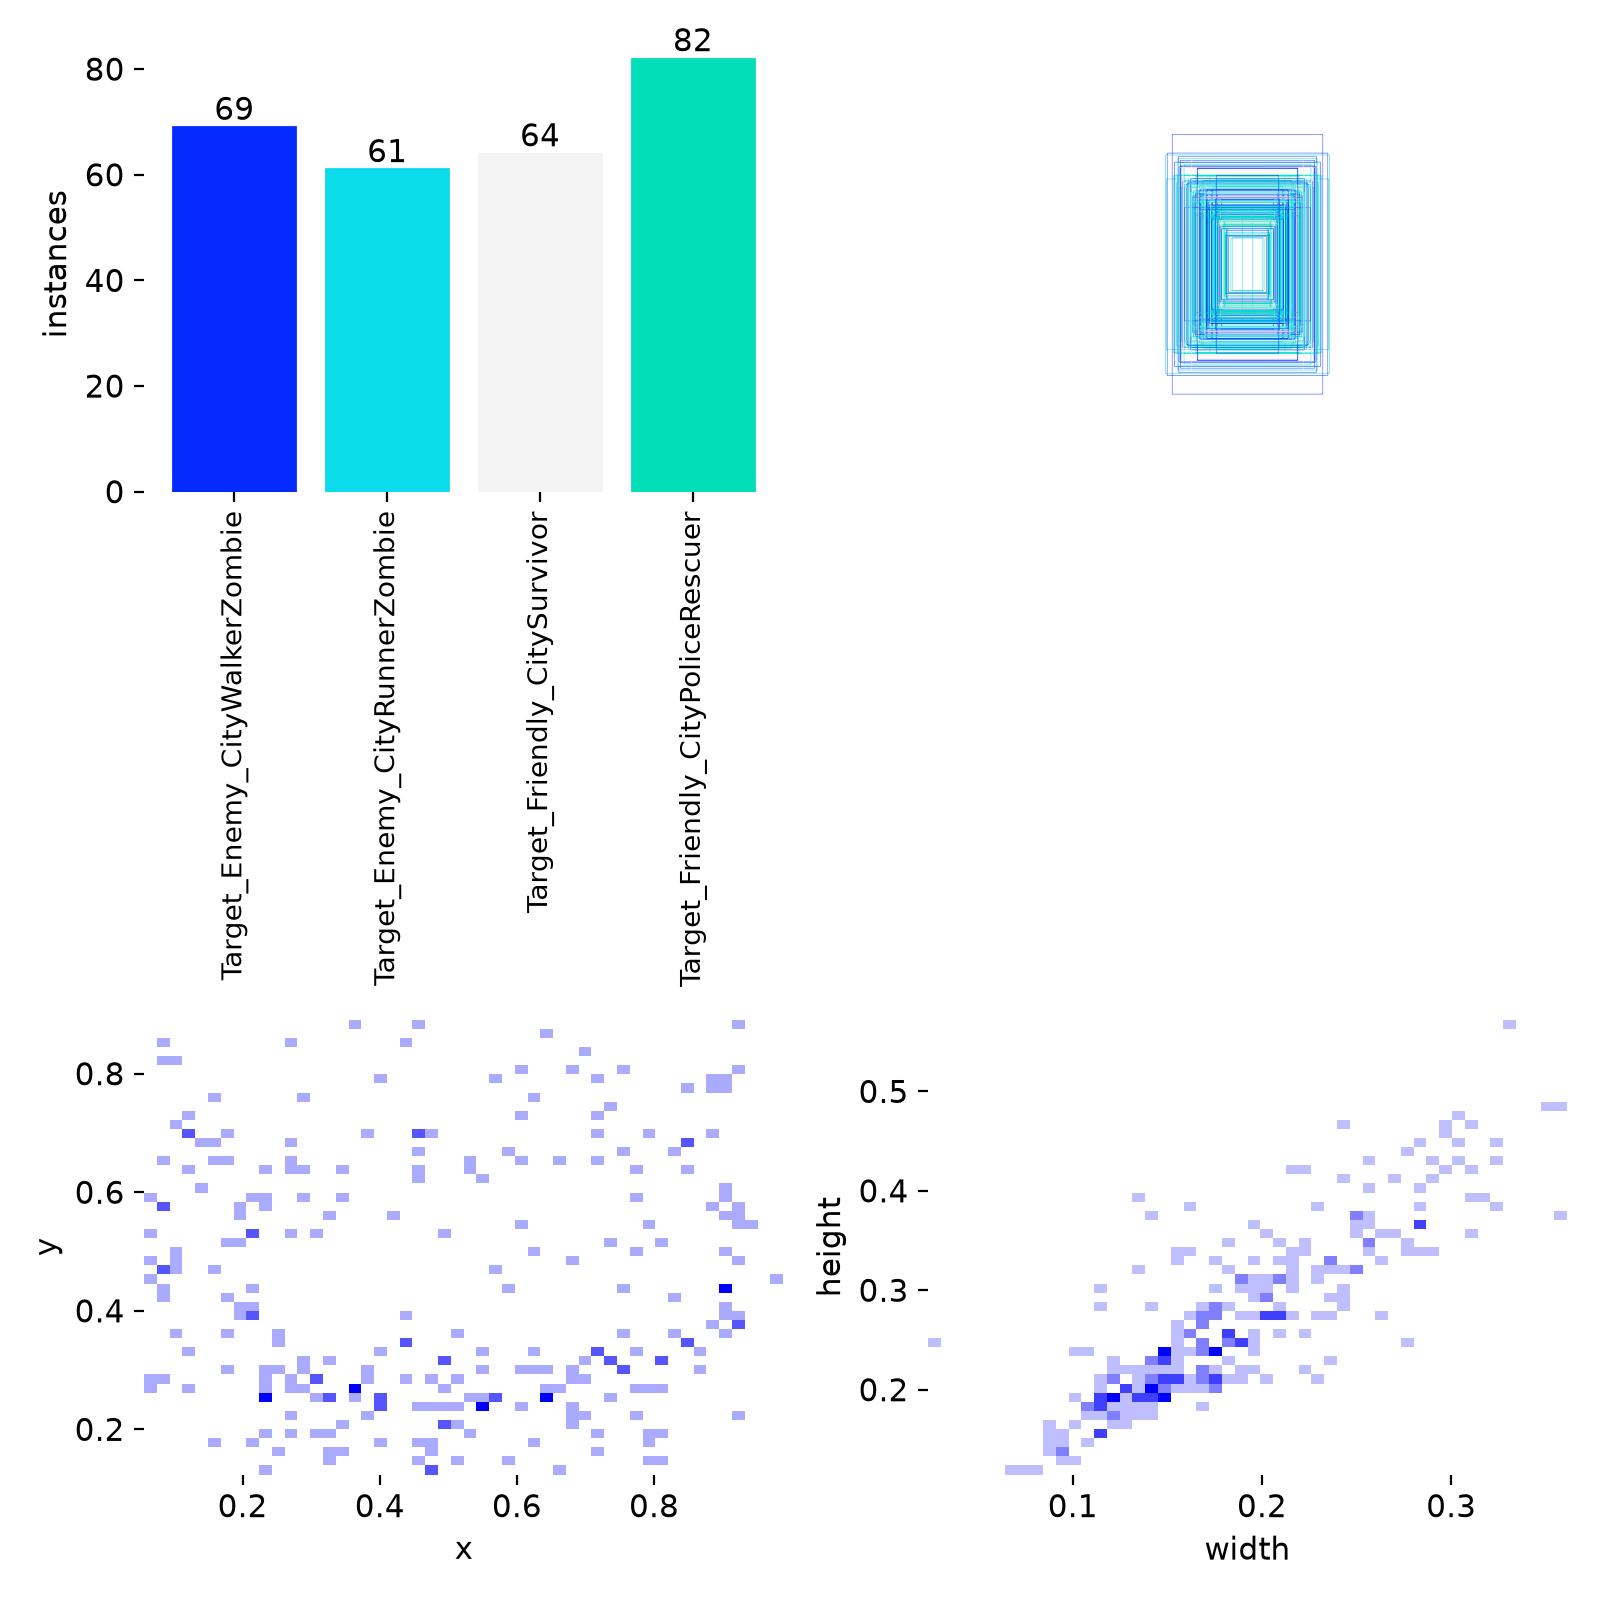 82
80
69
64
61
60
instances
40
20
0
Target_Enemy_CityWalkerZombie
Target_Enemy_CityRunnerZombie
Target_Friendly_CitySurvivor
Target_Friendly_CityPoliceRescuer
0.8
0.6
y
0.4
0.2
0.2 0.4 0.6 0.8
x
0.5
0.4
height
0.3
0.2
0.1 0.2 0.3
width